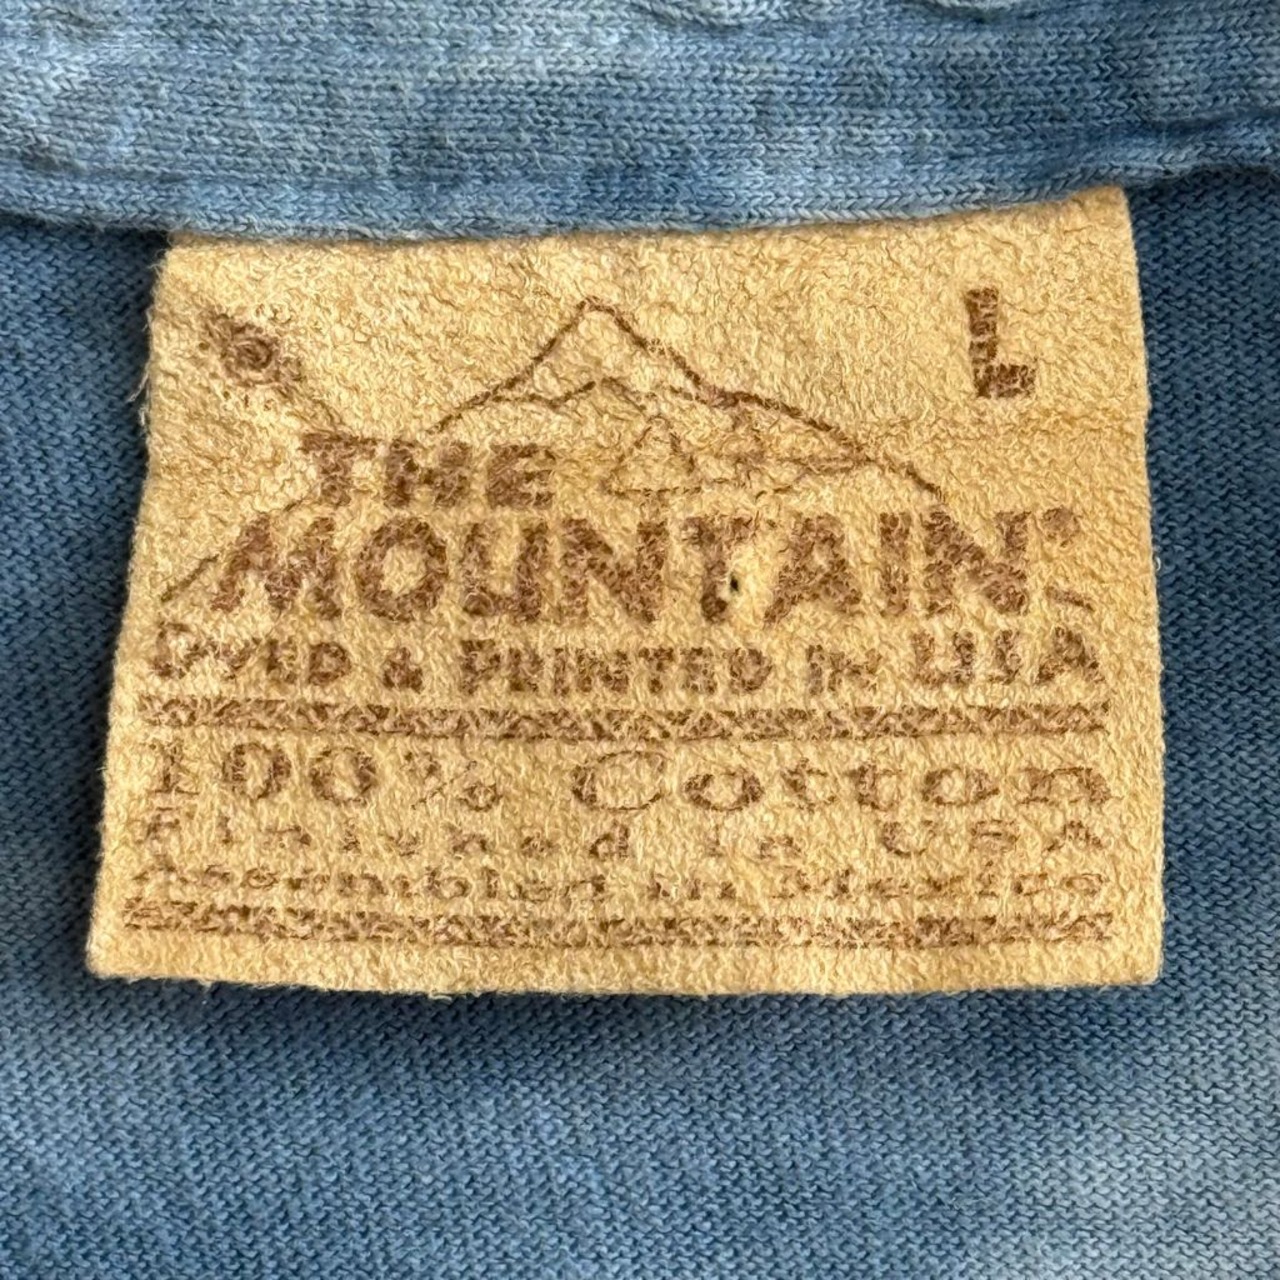 L
THE
MOUNTAIN
DYED & PRINTED IN USA
100% Cotton
Finished in USA
Assembled in Mexico